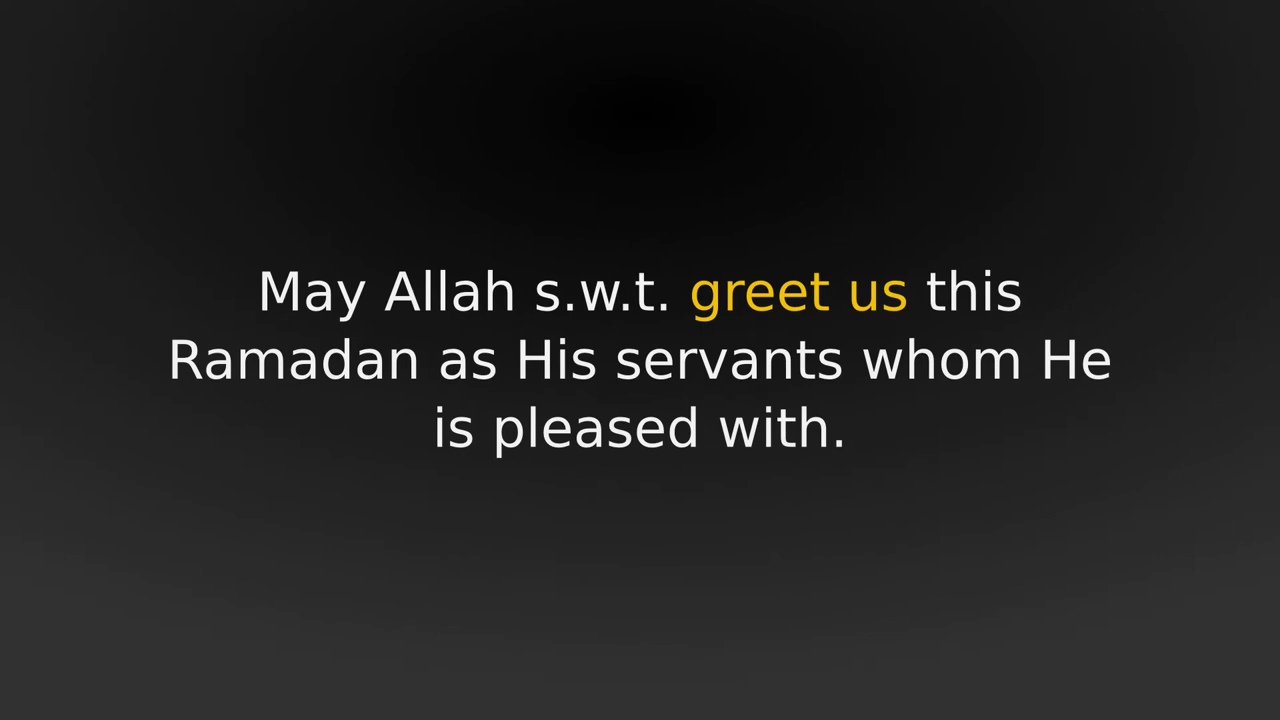 May Allah s.w.t. greet us this
Ramadan as His servants whom He
is pleased with.